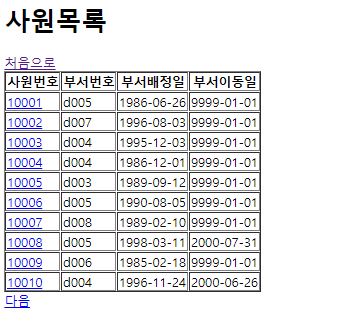 사원목록
처음으로
사원번호 부서번호 부서배정일 부서이동일
10001 d005 1986-06-26 9999-01-01
10002 d007 1996-08-03 9999-01-01
10003 d004 1995-12-03 9999-01-01
10004 d004 1986-12-01 9999-01-01
10005 d003 1989-09-12 9999-01-01
10006 d005 1990-08-05 9999-01-01
10007 d008 1989-02-10 9999-01-01
10008 d005 1998-03-11 2000-07-31
10009 d006 1985-02-18 9999-01-01
10010 d004 1996-11-24 2000-06-26
다음